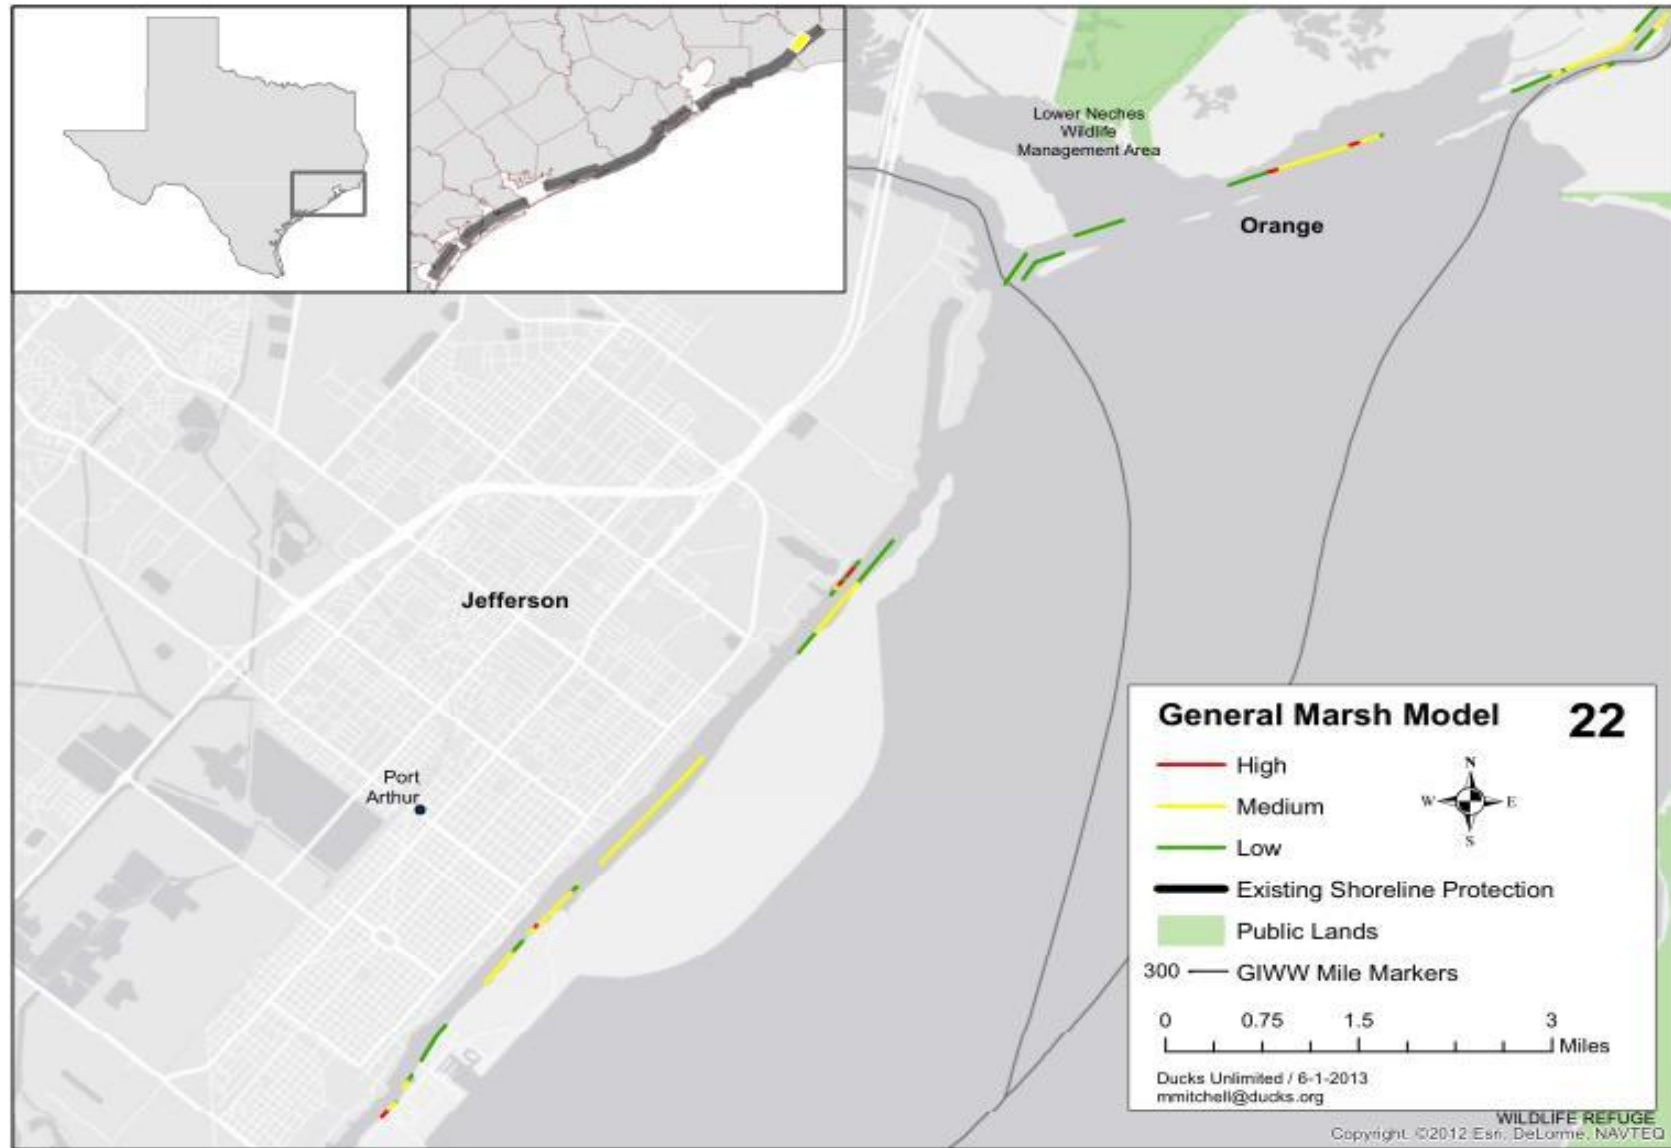 Lower Neches
Wildlife
Management Area
Orange
Jefferson
Port
Arthur
General Marsh Model 22
High
Medium
Low
Existing Shoreline Protection
Public Lands
300 GIWW Mile Markers
N
W E
S
0 0.75 1.5 3
Miles
Ducks Unlimited / 6-1-2013
mmitchell@ducks.org
WILDLIFE REFUGE
Copyright: ©2012 Esri, DeLorme, NAVTEQ